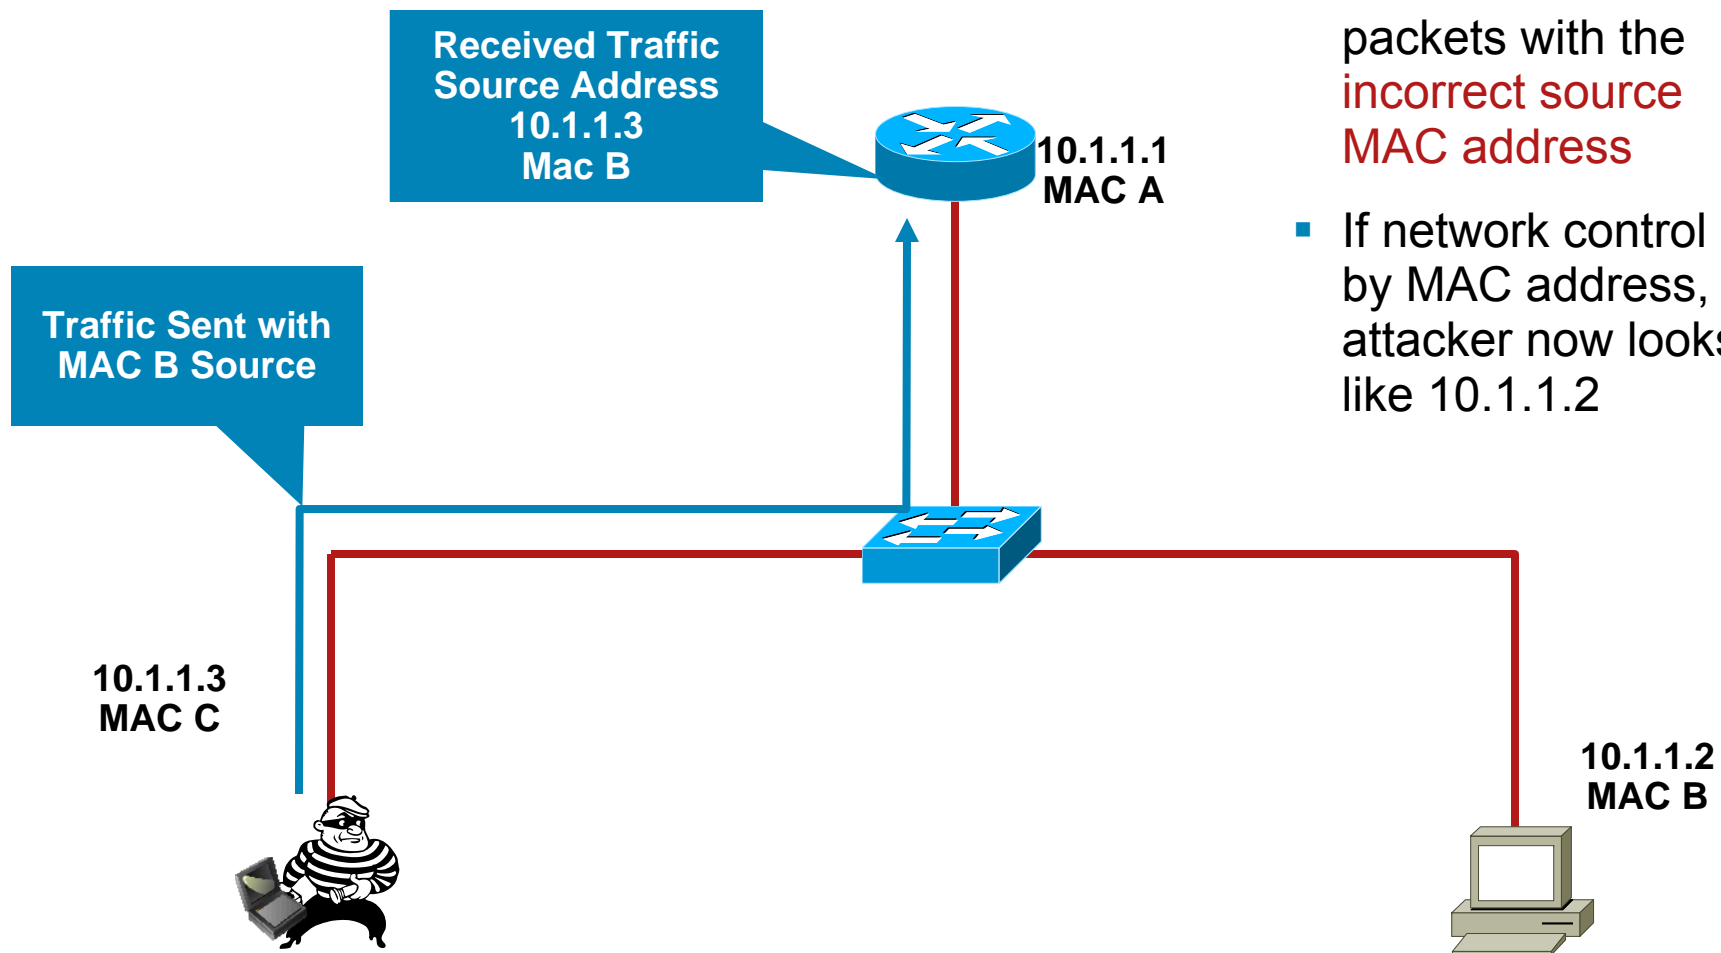 Received Traffic
Source Address
10.1.1.3
Mac B
10.1.1.1
MAC A
packets with the
incorrect source
MAC address
▪ If network control
by MAC address,
attacker now looks
like 10.1.1.2
Traffic Sent with
MAC B Source
10.1.1.3
MAC C
10.1.1.2
MAC B